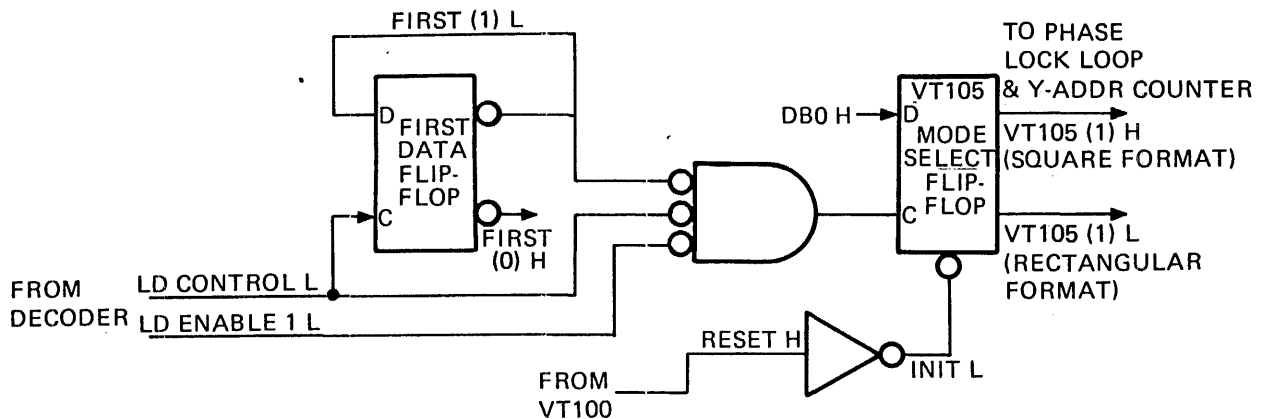 FIRST (1) L
D
FIRST
DATA
FLIP-
FLOP
C
FIRST
(0) H
FROM
DECODER
LD CONTROL L
LD ENABLE 1 L
DB0 H
VT105
D
MODE
SELECT
FLIP-
FLOP
C
TO PHASE
LOCK LOOP
& Y-ADDR COUNTER
VT105 (1) H
(SQUARE FORMAT)
VT105 (1) L
(RECTANGULAR
FORMAT)
RESET H
INIT L
FROM
VT100